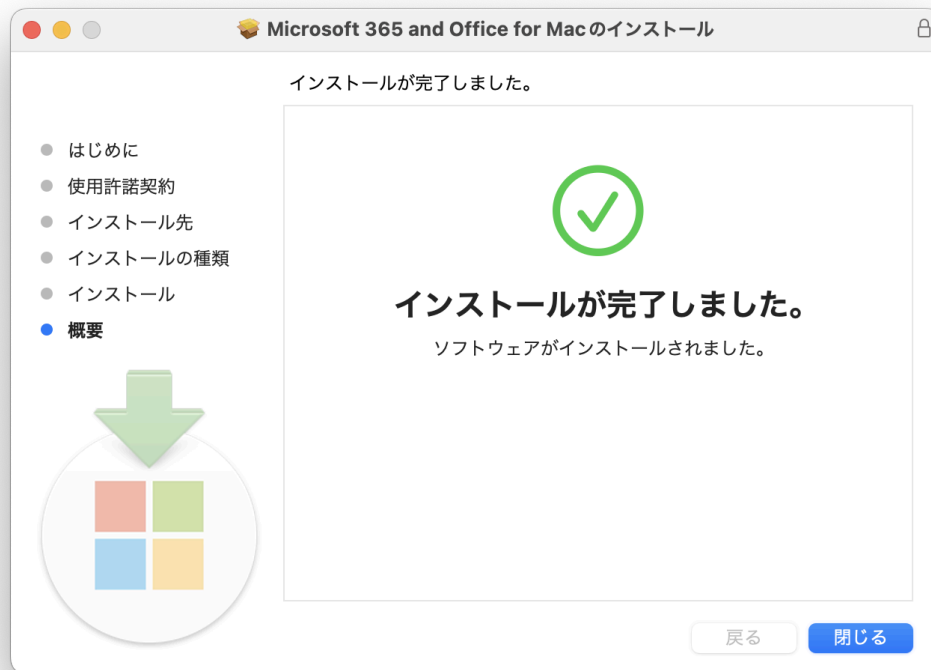 Microsoft 365 and Office for Macのインストール
インストールが完了しました。
はじめに
使用許諾契約
インストール先
インストールの種類
インストール
概要
インストールが完了しました。
ソフトウェアがインストールされました。
戻る
閉じる